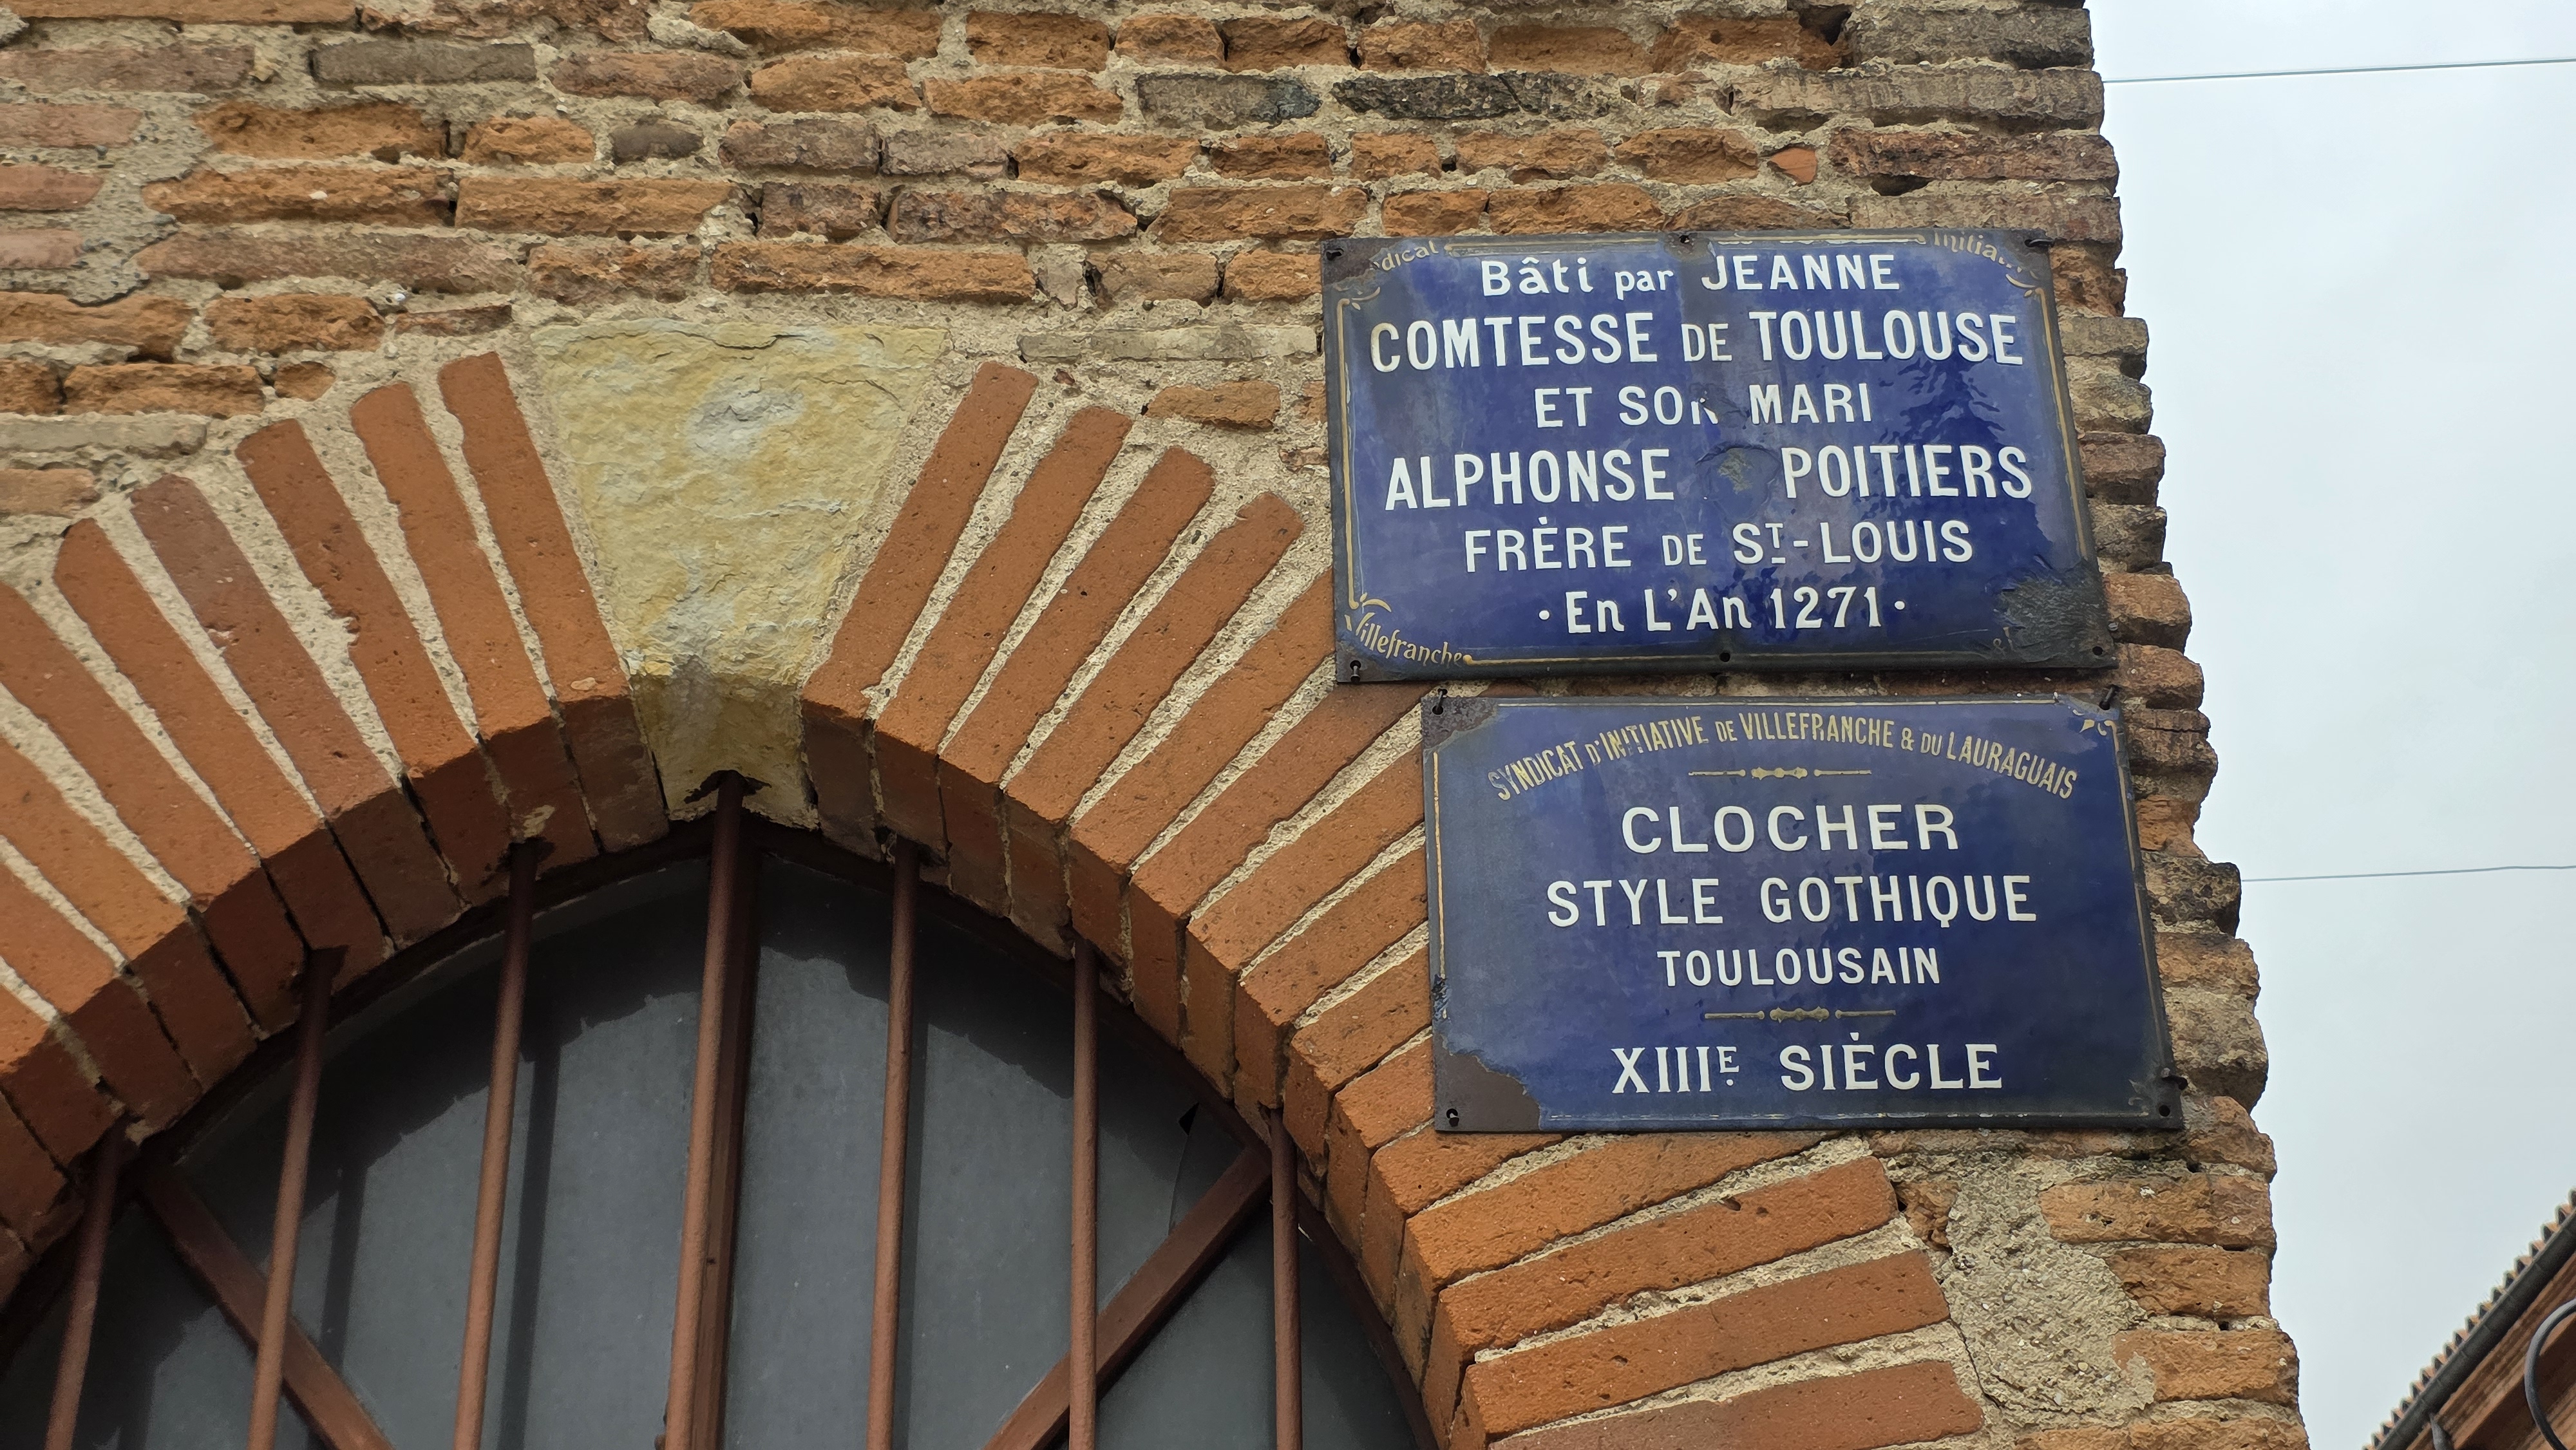 Bâti par JEANNE
COMTESSE DE TOULOUSE
ET SON MARI
ALPHONSE POITIERS
FRÈRE DE ST-LOUIS
· En L'An 1271 ·
Villefranche
SYNDICAT D'INITIATIVE DE VILLEFRANCHE & DU LAURAGUAIS
CLOCHER
STYLE GOTHIQUE
TOULOUSAIN
XIIIE SIÈCLE